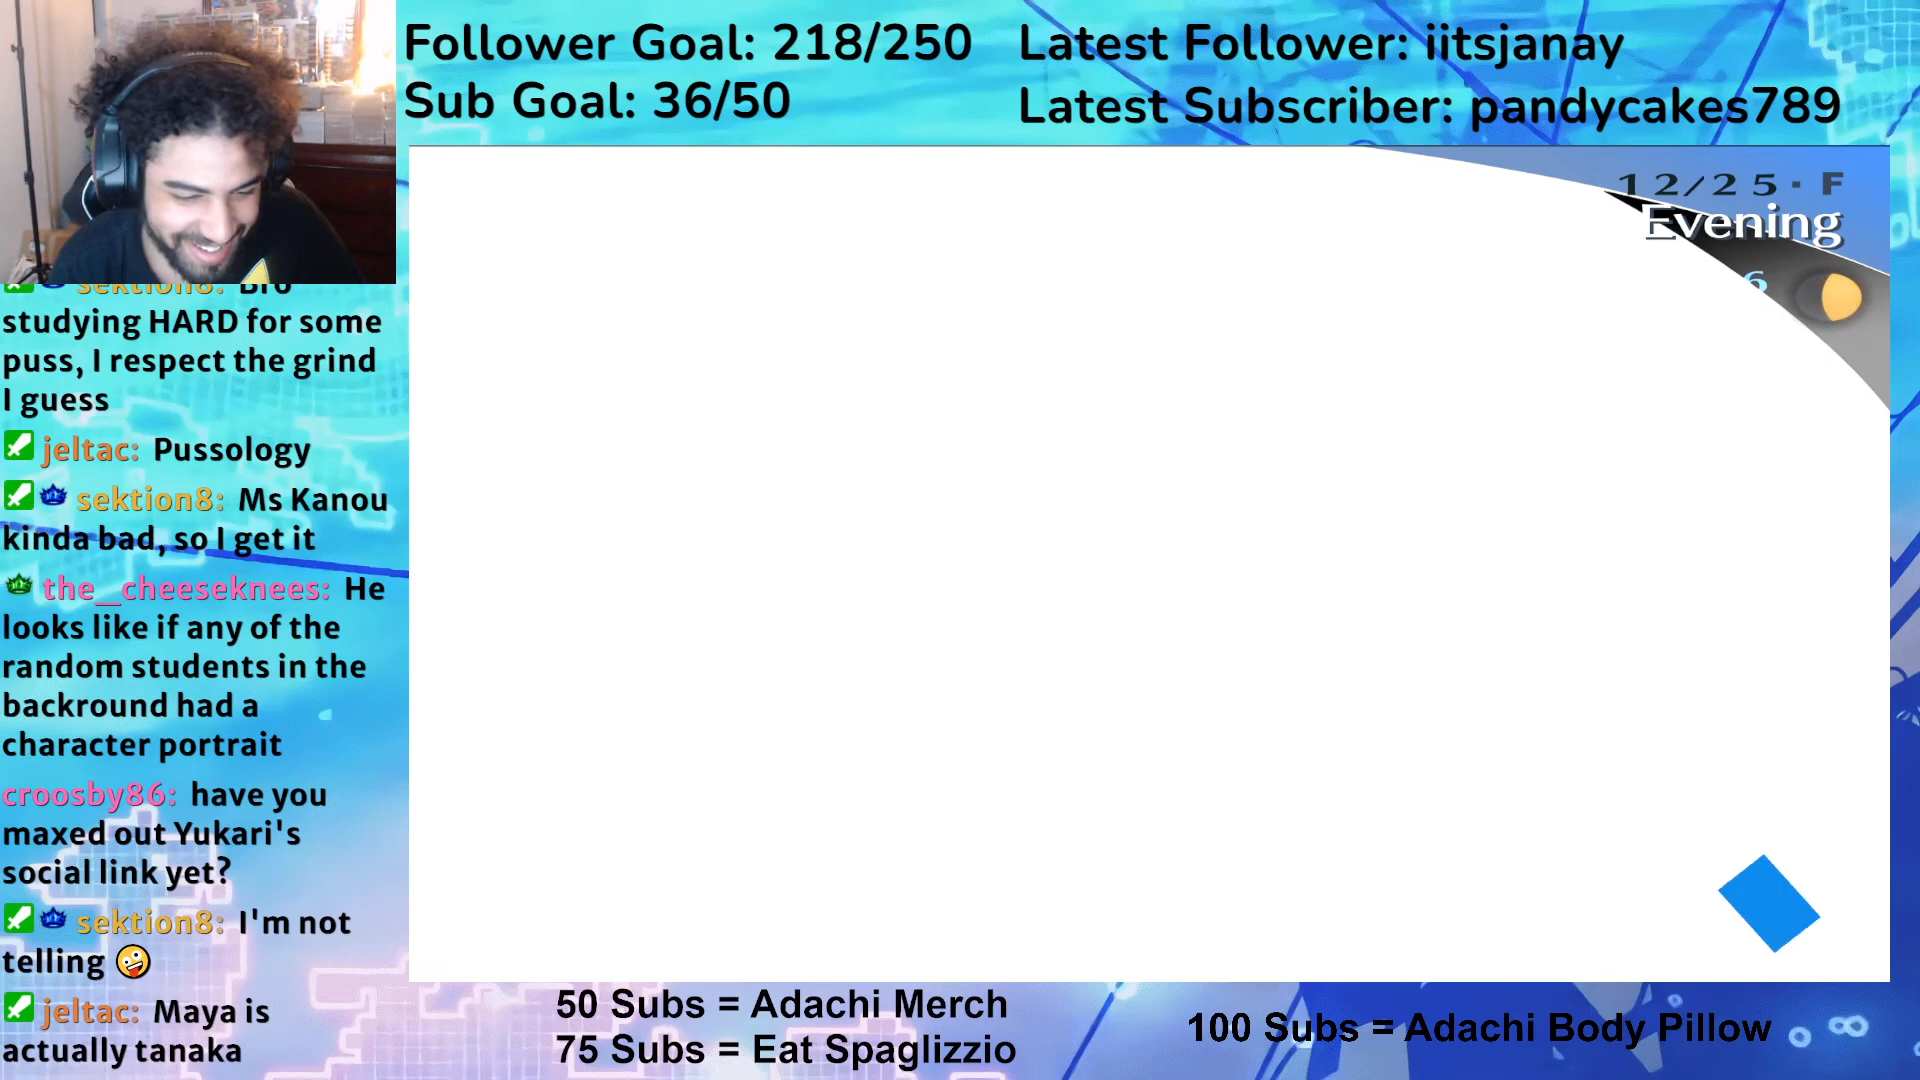 Follower Goal: 218/250
Sub Goal: 36/50
Latest Follower: iitsjanay
Latest Subscriber: pandycakes789
12/25・F
Evening
6
sektion8: Bro
studying HARD for some
puss, I respect the grind
I guess
jeltac: Pussology
sektion8: Ms Kanou
kinda bad, so I get it
the__cheeseknees: He
looks like if any of the
random students in the
backround had a
character portrait
croosby86: have you
maxed out Yukari's
social link yet?
sektion8: I'm not
telling 🤪
jeltac: Maya is
actually tanaka
50 Subs = Adachi Merch
75 Subs = Eat Spaglizzio
100 Subs = Adachi Body Pillow